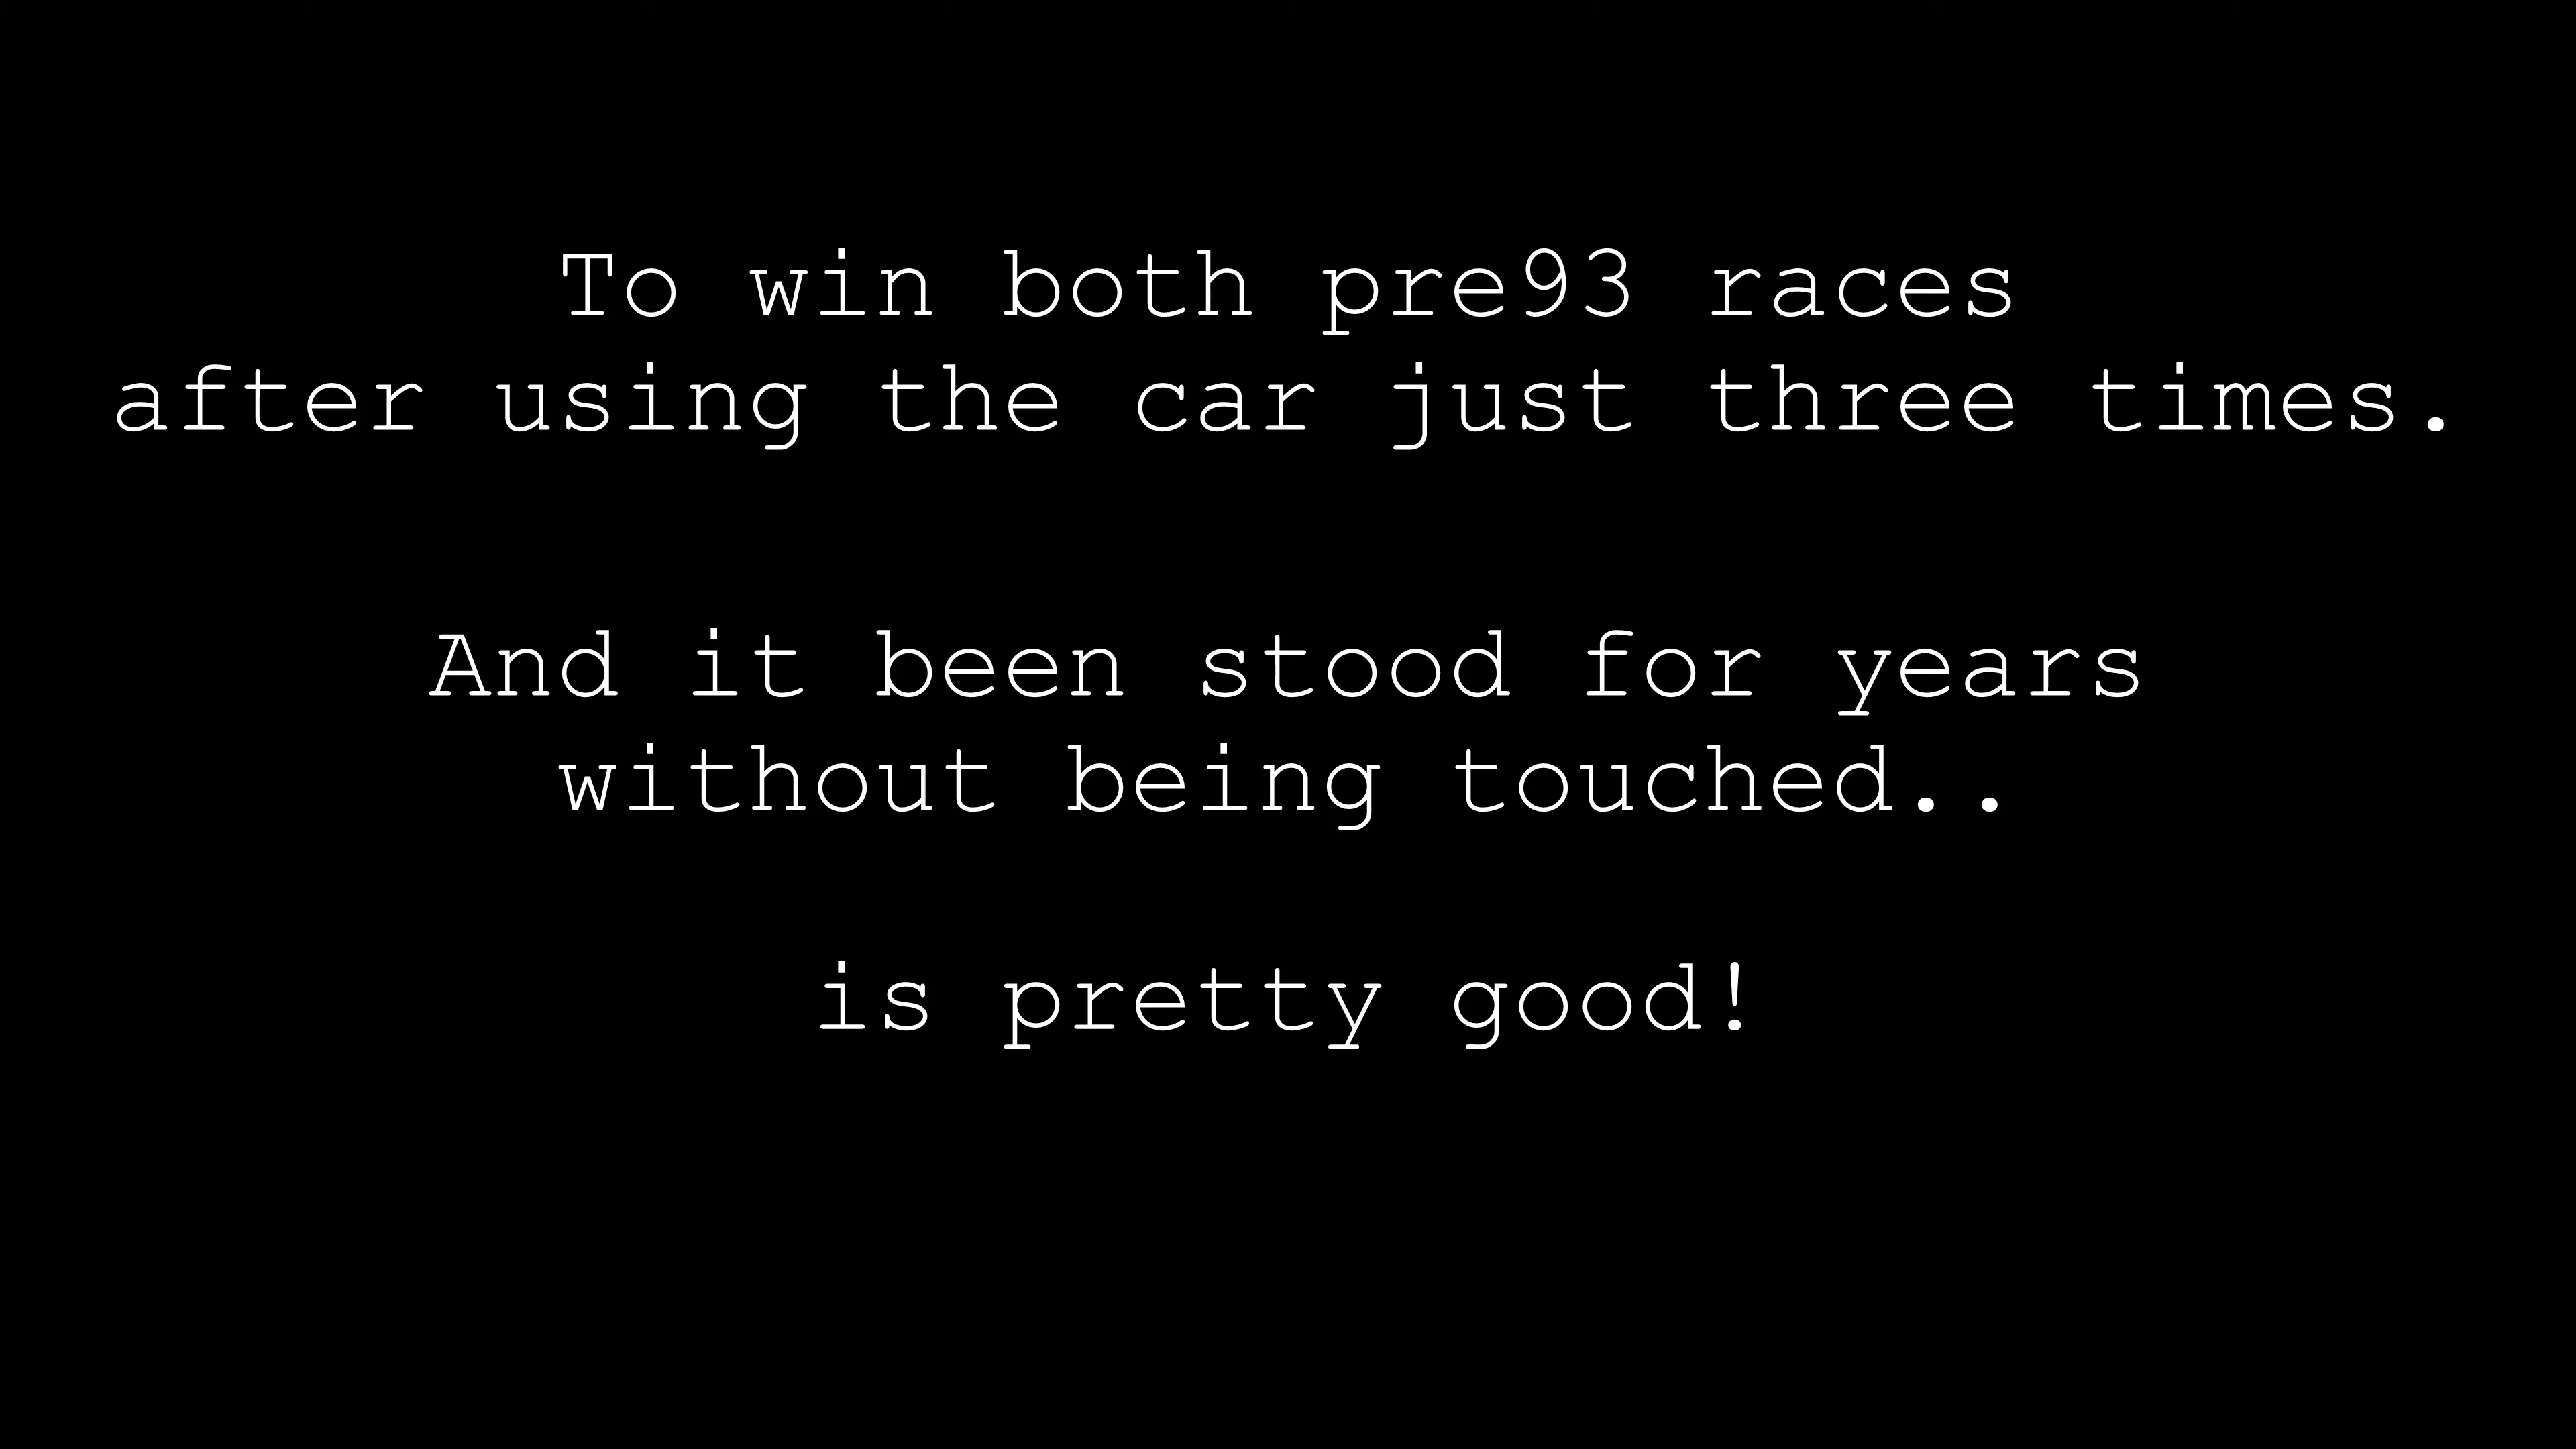 To win both pre93 races
after using the car just three times.
And it been stood for years
without being touched..
is pretty good!